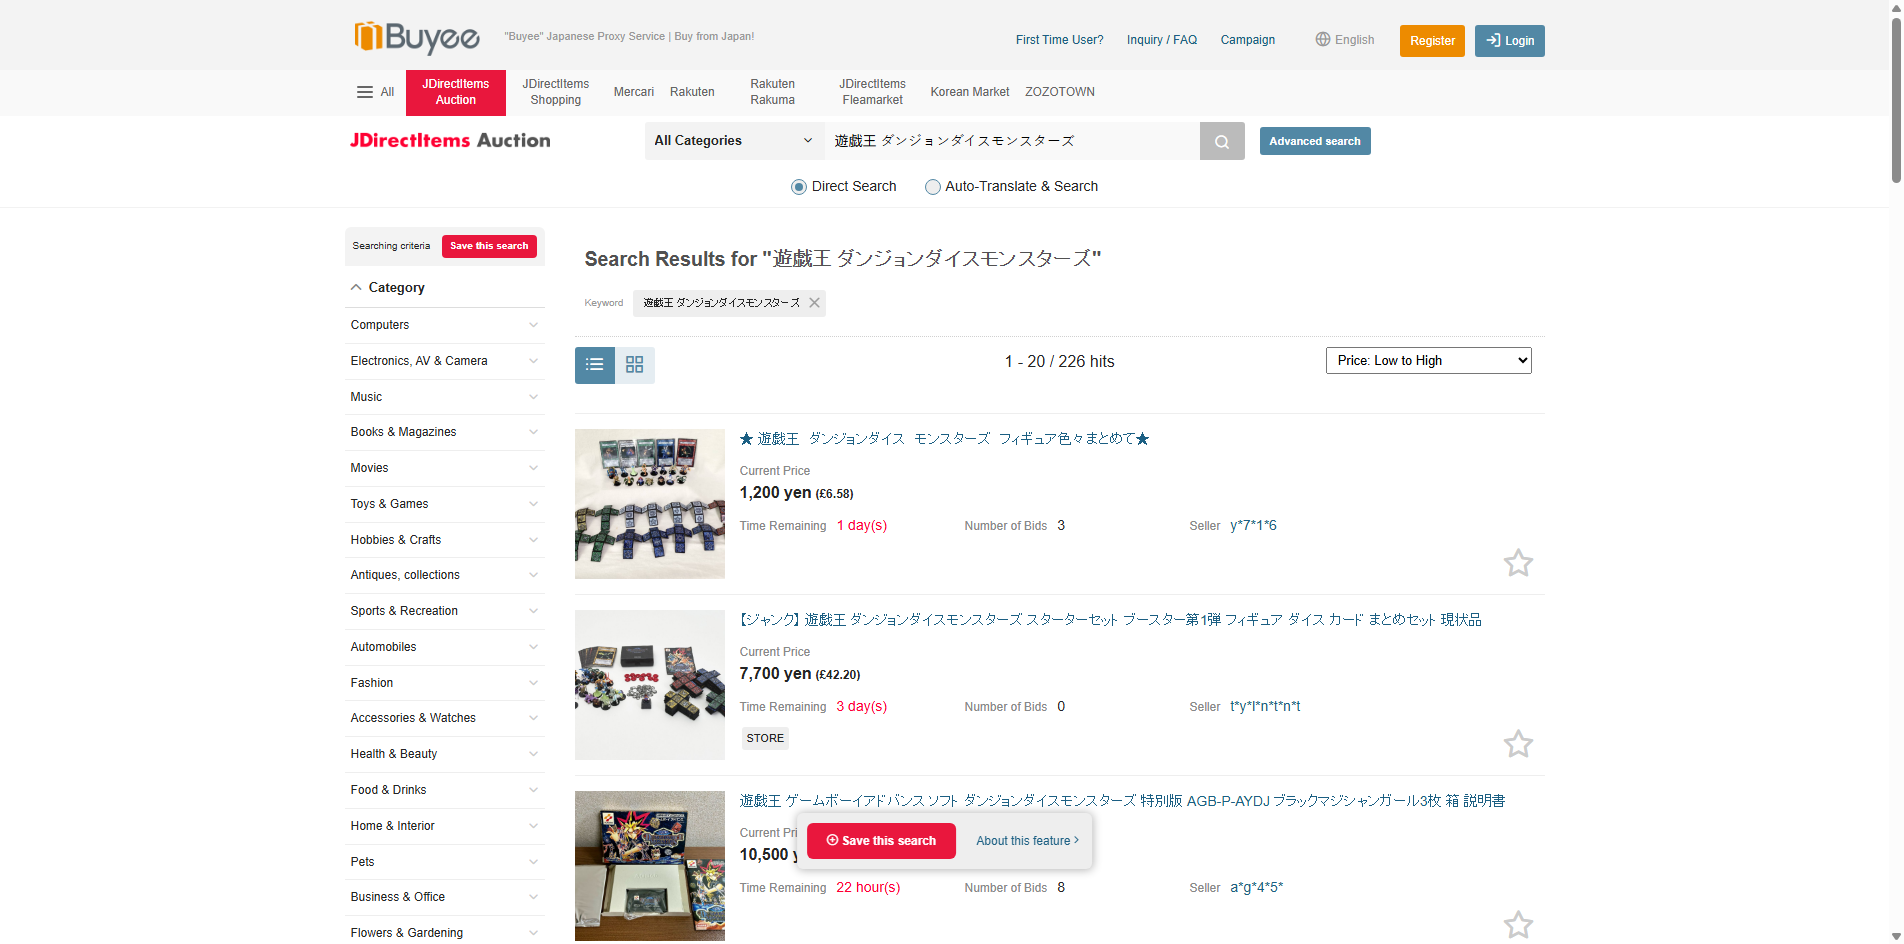 Buyee
"Buyee" Japanese Proxy Service | Buy from Japan!
First Time User?
Inquiry / FAQ
Campaign
English
Register
Login
All
JDirectItems
Auction
JDirectItems
Shopping
Mercari
Rakuten
Rakuten
Rakuma
JDirectItems
Fleamarket
Korean Market
ZOZOTOWN
JDirectItems Auction
All Categories
遊戯王 ダンジョンダイスモンスターズ
Advanced search
Direct Search
Auto-Translate & Search
Searching criteria
Save this search
Category
Computers
Electronics, AV & Camera
Music
Books & Magazines
Movies
Toys & Games
Hobbies & Crafts
Antiques, collections
Sports & Recreation
Automobiles
Fashion
Accessories & Watches
Health & Beauty
Food & Drinks
Home & Interior
Pets
Business & Office
Flowers & Gardening
Search Results for "遊戯王 ダンジョンダイスモンスターズ"
Keyword
遊戯王 ダンジョンダイスモンスターズ
1 - 20 / 226 hits
Price: Low to High
★ 遊戯王　ダンジョンダイス　モンスターズ　フィギュア色々まとめて★
Current Price
1,200 yen (£6.58)
Time Remaining 1 day(s)
Number of Bids 3
Seller y*7*1*6
【ジャンク】 遊戯王 ダンジョンダイスモンスターズ スターターセット ブースター第1弾 フィギュア ダイス カード まとめセット 現状品
Current Price
7,700 yen (£42.20)
Time Remaining 3 day(s)
Number of Bids 0
Seller t*y*l*n*t*n*t
STORE
遊戯王 ゲームボーイアドバンス ソフト ダンジョンダイスモンスターズ 特別版 AGB-P-AYDJ ブラックマジシャンガール3枚 箱 説明書
Current Pri
10,500 y
Save this search
About this feature
Time Remaining 22 hour(s)
Number of Bids 8
Seller a*g*4*5*